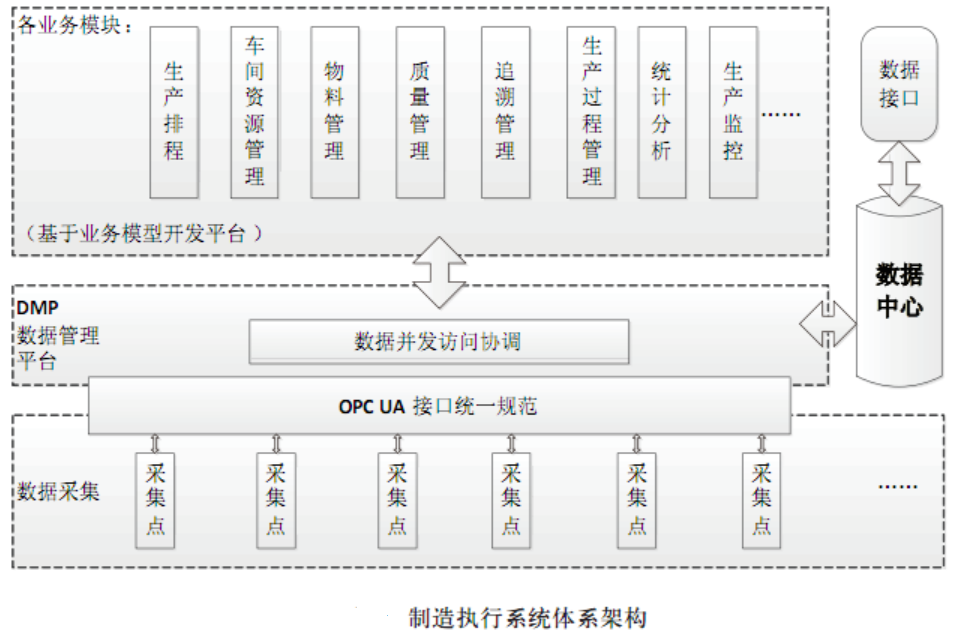 各业务模块：
生产排程
车间资源管理
物料管理
质量管理
追溯管理
生产过程管理
统计分析
生产监控
……
（基于业务模型开发平台）
数据
接口
数据
中心
DMP
数据管理
平台
数据并发访问协调
OPC UA 接口统一规范
数据采集
采集点
采集点
采集点
采集点
采集点
采集点
……
制造执行系统体系架构